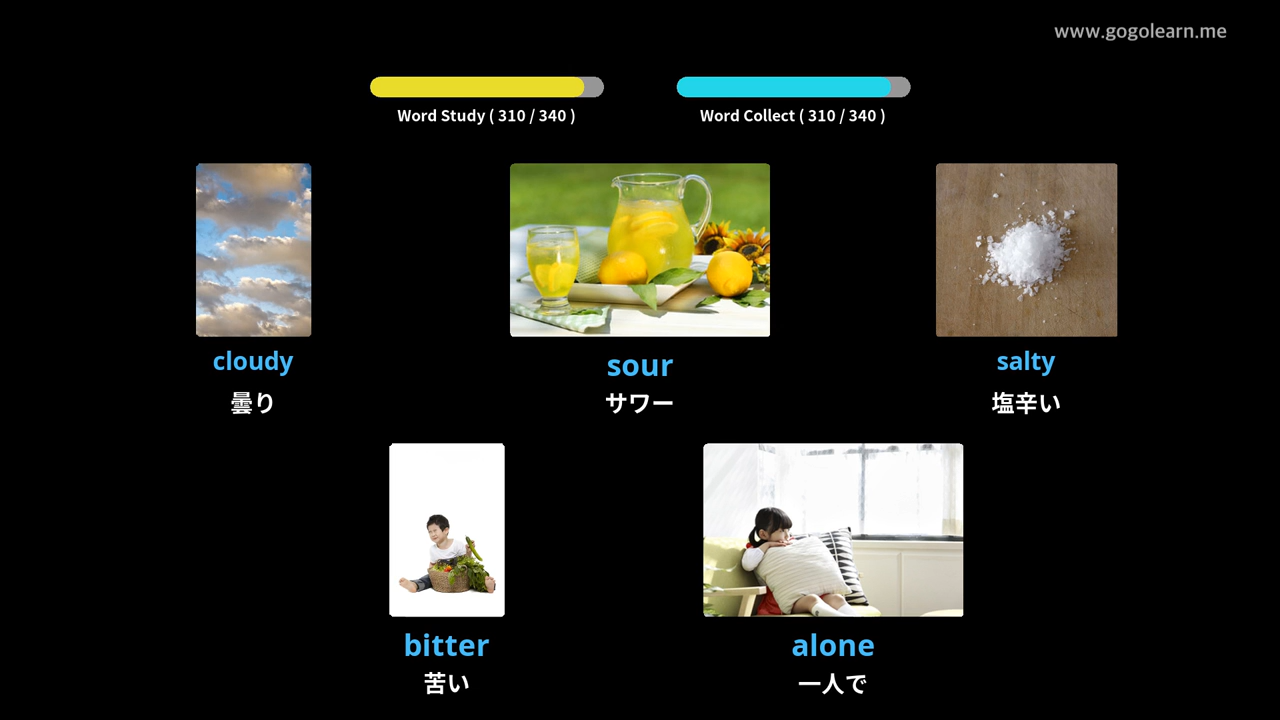 www.gogolearn.me
Word Study ( 310 / 340 )
Word Collect ( 310 / 340 )
cloudy
曇り
sour
サワー
salty
塩辛い
bitter
苦い
alone
一人で